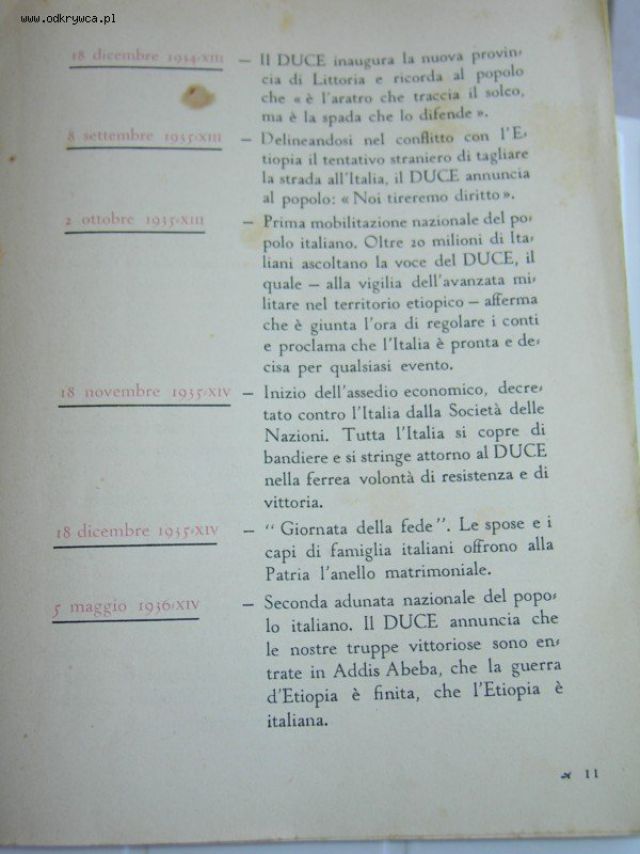 www.odkrywca.pl
18 dicembre 1934-XIII — Il DUCE inaugura la nuova provin-
cia di Littoria e ricorda al popolo
che « è l'aratro che traccia il solco,
ma è la spada che lo difende ».
8 settembre 1935-XIII — Delineandosi nel conflitto con l'E-
tiopia il tentativo straniero di tagliare
la strada all'Italia, il DUCE annuncia
al popolo: « Noi tireremo diritto ».
2 ottobre 1935-XIII — Prima mobilitazione nazionale del po-
polo italiano. Oltre 20 milioni di Ita-
liani ascoltano la voce del DUCE, il
quale – alla vigilia dell'avanzata mi-
litare nel territorio etiopico – afferma
che è giunta l'ora di regolare i conti
e proclama che l'Italia è pronta e de-
cisa per qualsiasi evento.
18 novembre 1935-XIV — Inizio dell'assedio economico, decre-
tato contro l'Italia dalla Società delle
Nazioni. Tutta l'Italia si copre di
bandiere e si stringe attorno al DUCE
nella ferrea volontà di resistenza e di
vittoria.
18 dicembre 1935-XIV — “ Giornata della fede ”. Le spose e i
capi di famiglia italiani offrono alla
Patria l'anello matrimoniale.
5 maggio 1936-XIV — Seconda adunata nazionale del popo-
lo italiano. Il DUCE annuncia che
le nostre truppe vittoriose sono en-
trate in Addis Abeba, che la guerra
d'Etiopia è finita, che l'Etiopia è
italiana.
11